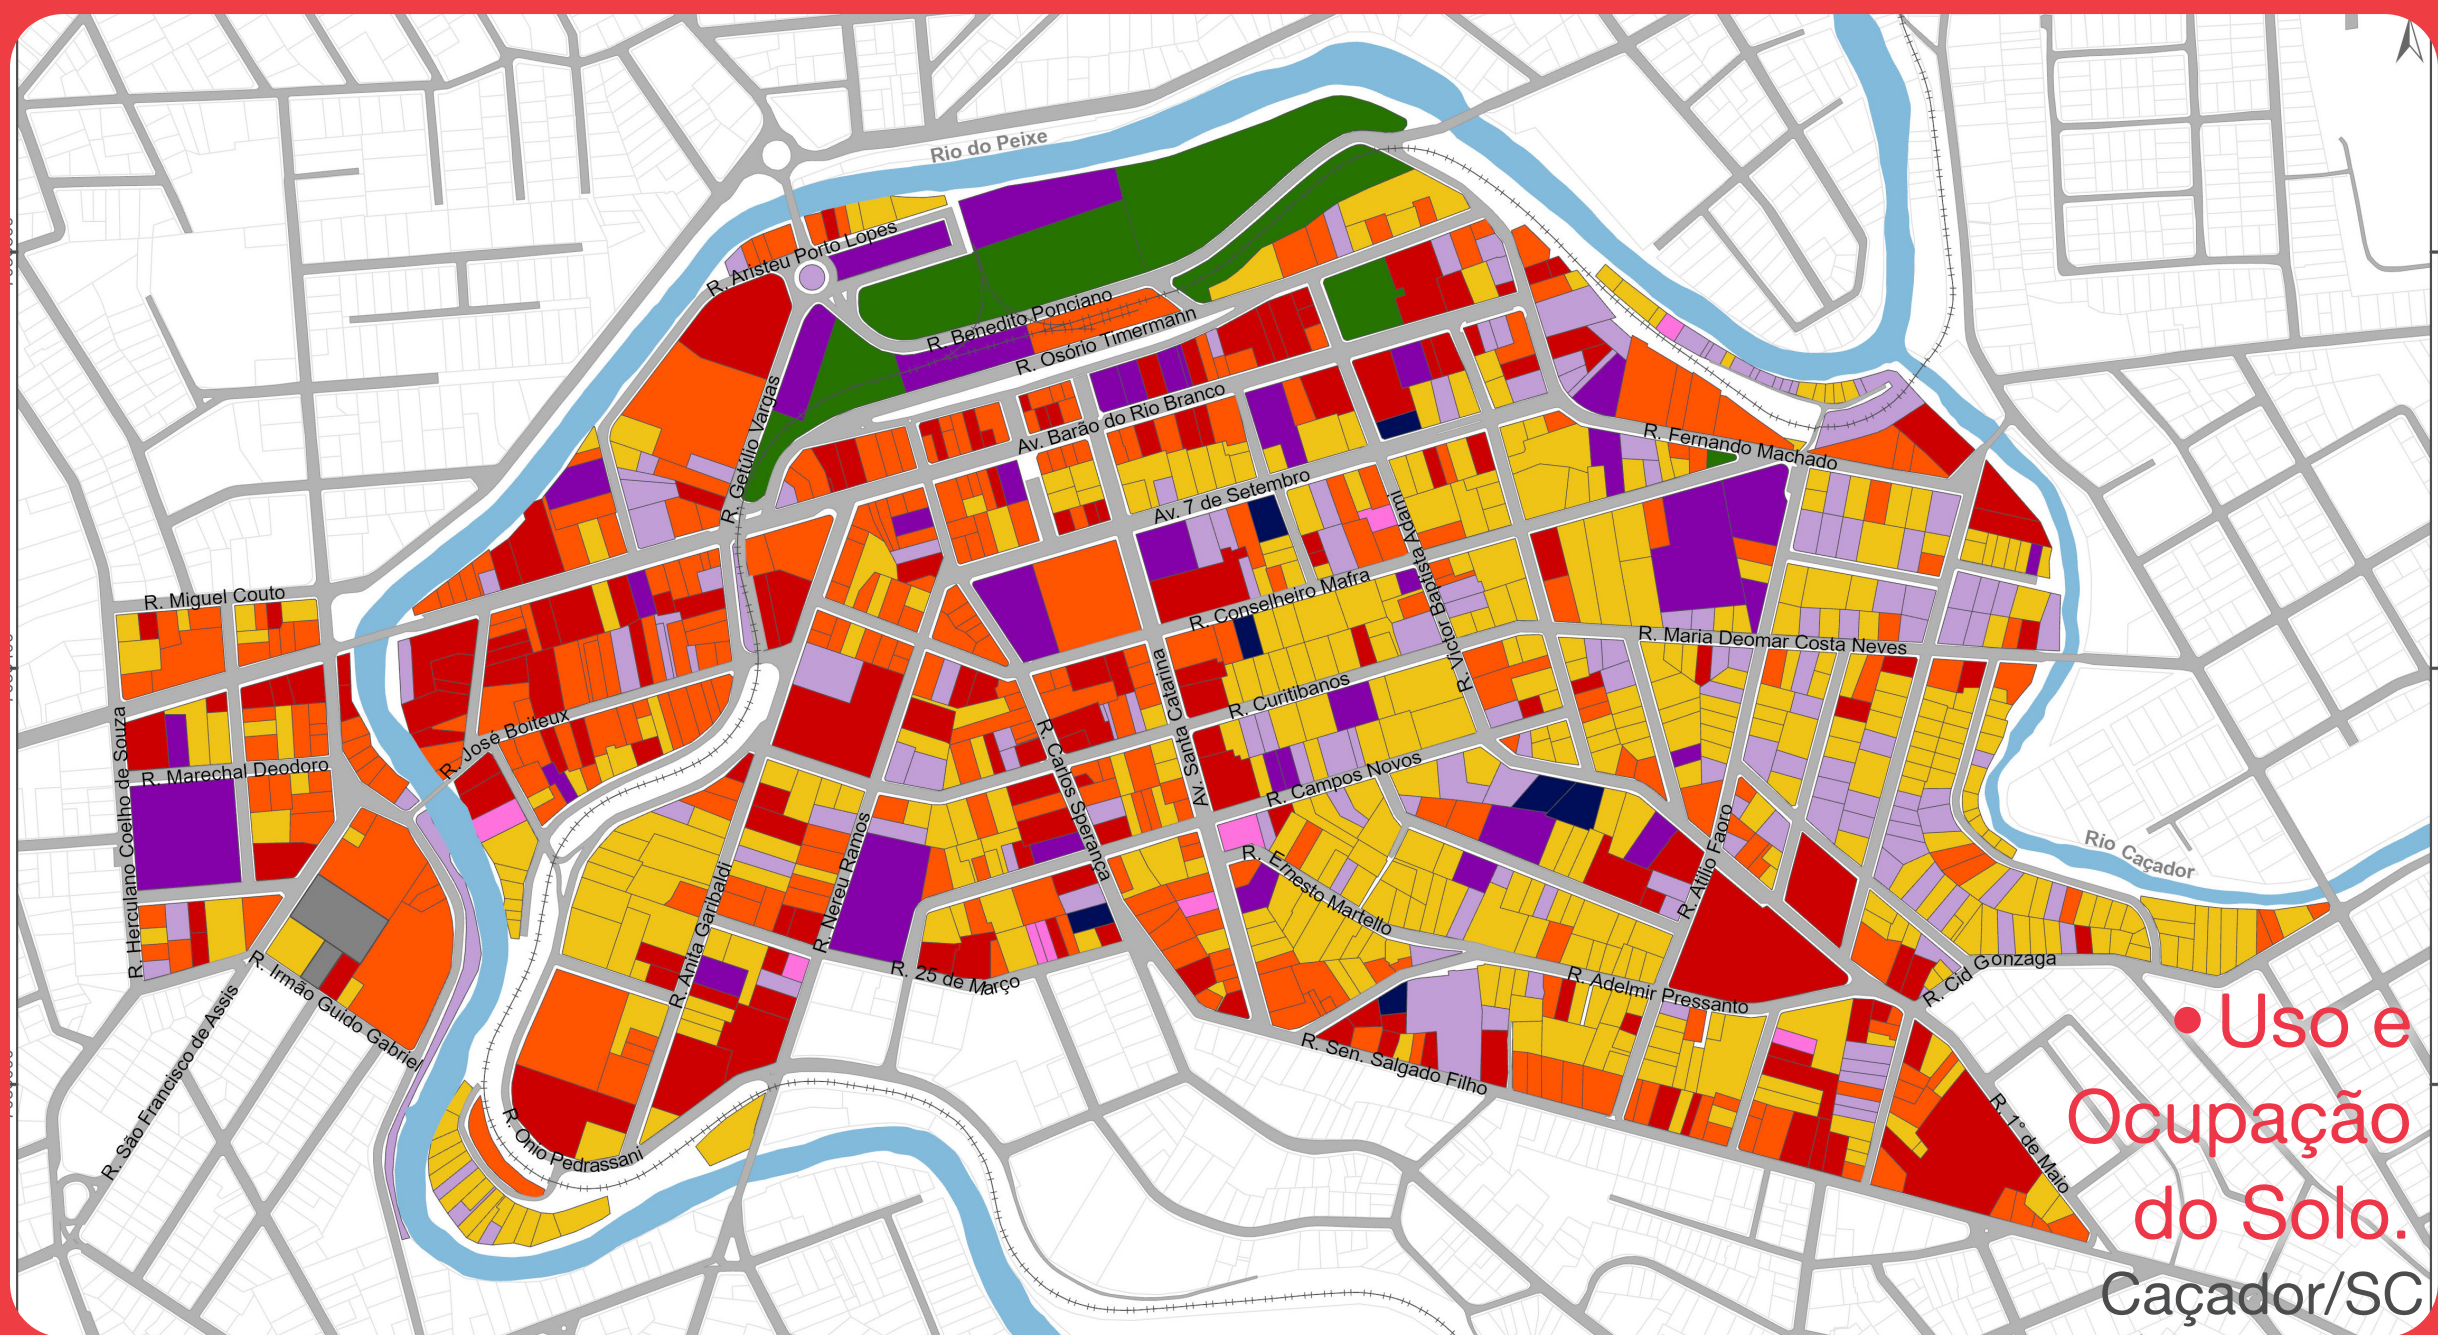 Rio do Peixe
R. Aristeu Porto Lopes
R. Benedito Ponciano
R. Osório Timermann
R. Getúlio Vargas
Av. Barão do Rio Branco
R. Fernando Machado
Av. 7 de Setembro
R. Victor Baptista Adami
R. Conselheiro Mafra
R. Miguel Couto
R. Maria Deomar Costa Neves
Av. Santa Catarina
R. Curitibanos
R. José Boiteux
R. Carlos Sperança
R. Herculano Coelho de Souza
R. Marechal Deodoro
R. Campos Novos
R. Nereu Ramos
R. Anita Garibaldi
R. Ernesto Martello
R. Atilio Faoro
Rio Caçador
R. 25 de Março
R. Irmão Guido Gabriel
R. São Francisco de Assis
R. Adelmir Pressanto
R. Cid Gonzaga
R. Sen. Salgado Filho
R. Onio Pedrassani
R. 1° de Maio
• Uso e
Ocupação
do Solo.
Caçador/SC